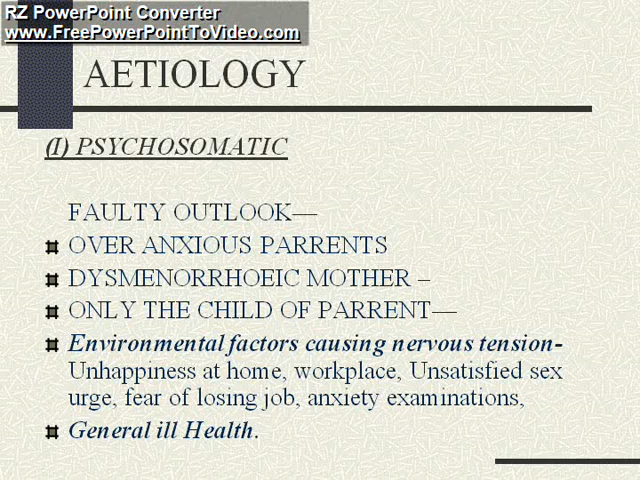 RZ PowerPoint Converter
www.FreePowerPointToVideo.com
AETIOLOGY
(I) PSYCHOSOMATIC
FAULTY OUTLOOK—
OVER ANXIOUS PARRENTS
DYSMENORRHOEIC MOTHER –
ONLY THE CHILD OF PARRENT—
Environmental factors causing nervous tension-
Unhappiness at home, workplace, Unsatisfied sex
urge, fear of losing job, anxiety examinations,
General ill Health.